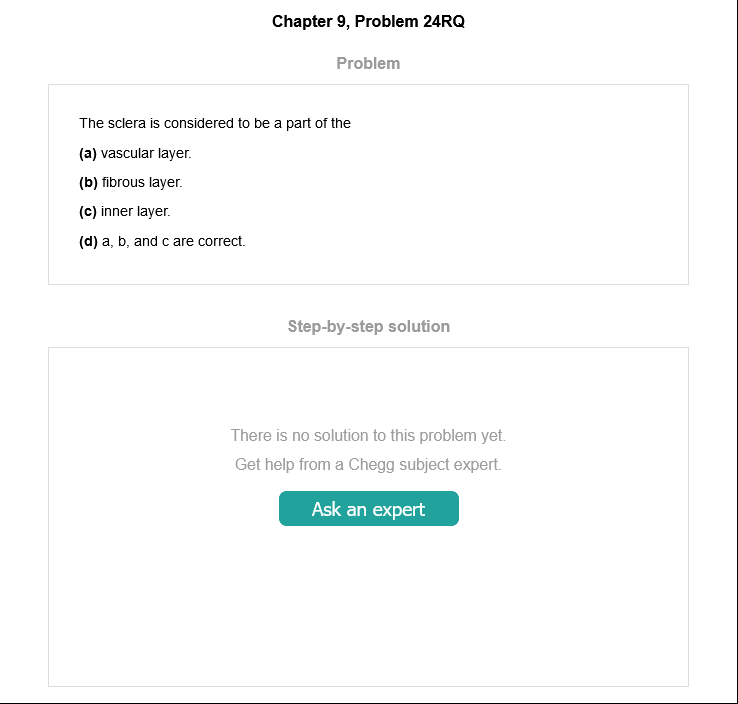 Chapter 9, Problem 24RQ
Problem
The sclera is considered to be a part of the
(a) vascular layer.
(b) fibrous layer.
(c) inner layer.
(d) a, b, and c are correct.
Step-by-step solution
There is no solution to this problem yet.
Get help from a Chegg subject expert.
Ask an expert